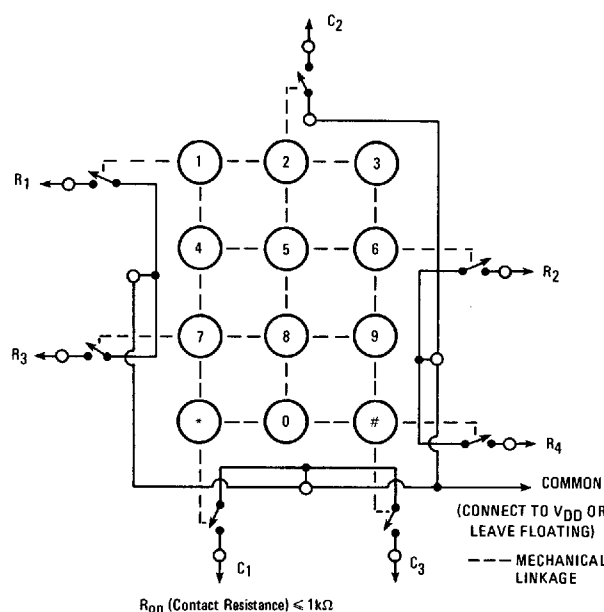 C2
1 2 3
R1
4 5 6
R2
7 8 9
R3
* 0 #
R4
COMMON
(CONNECT TO VDD OR
LEAVE FLOATING)
C1 C3
MECHANICAL
LINKAGE
RON (Contact Resistance) ≤ 1kΩ